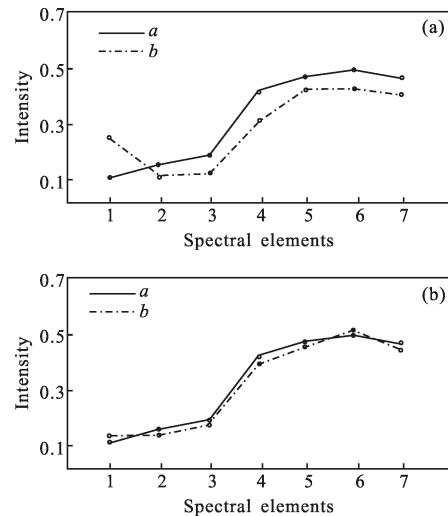 0.7
(a)
a
b
0.5
Intensity
0.3
0.1
1 2 3 4 5 6 7
Spectral elements
0.7
(b)
a
b
0.5
Intensity
0.3
0.1
1 2 3 4 5 6 7
Spectral elements